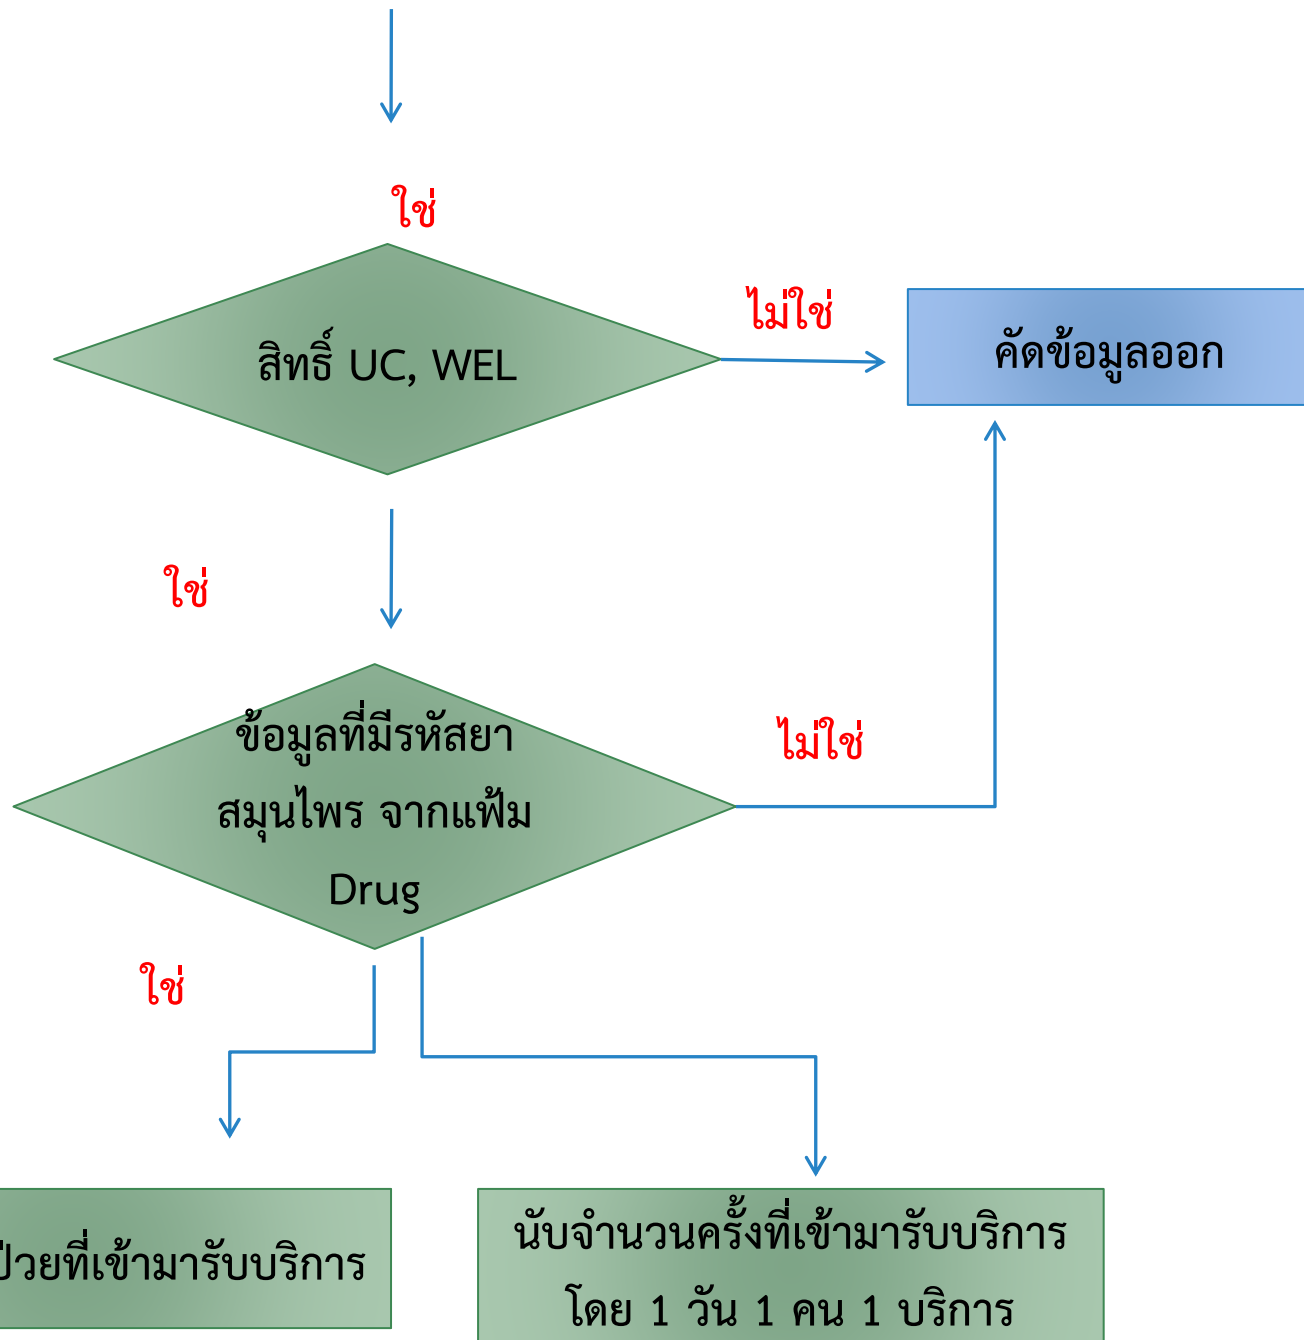 ใช่
สิทธิ์ UC, WEL
ไม่ใช่
คัดข้อมูลออก
ใช่
ข้อมูลที่มีรหัสยา
สมุนไพร จากแฟ้ม
Drug
ไม่ใช่
ใช่
ป่วยที่เข้ามารับบริการ
นับจำนวนครั้งที่เข้ามารับบริการ
โดย 1 วัน 1 คน 1 บริการ